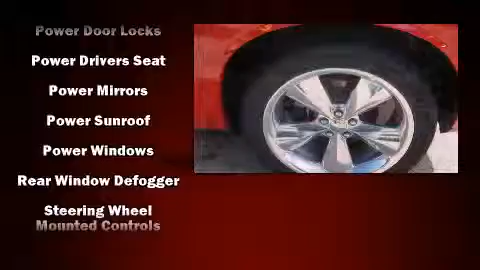 Power Door Locks
Power Drivers Seat
Power Mirrors
Power Sunroof
Power Windows
Rear Window Defogger
Steering Wheel
Mounted Controls